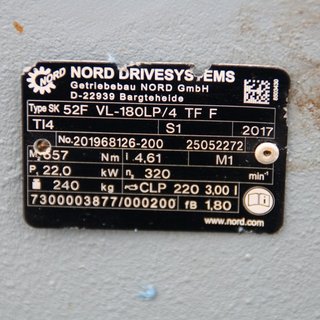 NORD
NORD DRIVESYSTEMS
Getriebebau NORD GmbH
D-22939 Bargteheide
Type SK 52F VL-180LP/4 TF F
TI4 S1 2017
No. 201968126-200 25052272
M₂ 657 Nm i 4,61 M1
P₁ 22,0 kW n₂ 320 min⁻¹
240 kg CLP 220 3,00 l
7300003877/000200 fB 1,80
www.nord.com